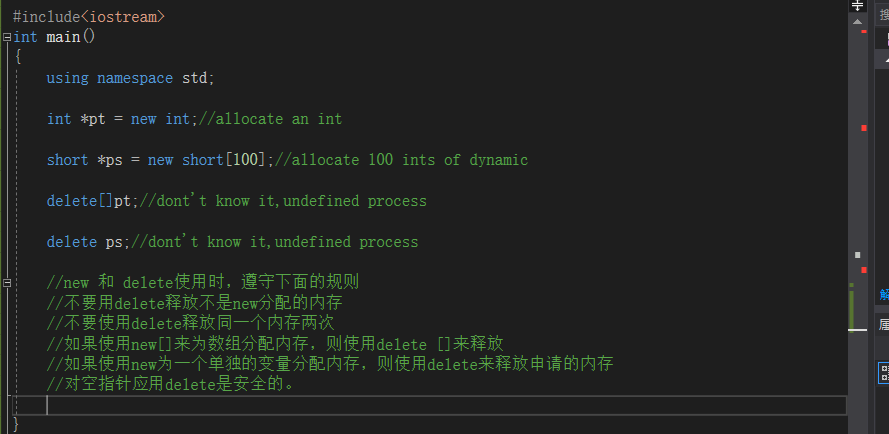 #include<iostream>
int main()
{
using namespace std;
int *pt = new int;//allocate an int
short *ps = new short[100];//allocate 100 ints of dynamic
delete[]pt;//dont't know it,undefined process
delete ps;//dont't know it,undefined process
//new 和 delete使用时，遵守下面的规则
//不要用delete释放不是new分配的内存
//不要使用delete释放同一个内存两次
//如果使用new[]来为数组分配内存，则使用delete []来释放
//如果使用new为一个单独的变量分配内存，则使用delete来释放申请的内存
//对空指针应用delete是安全的。
}